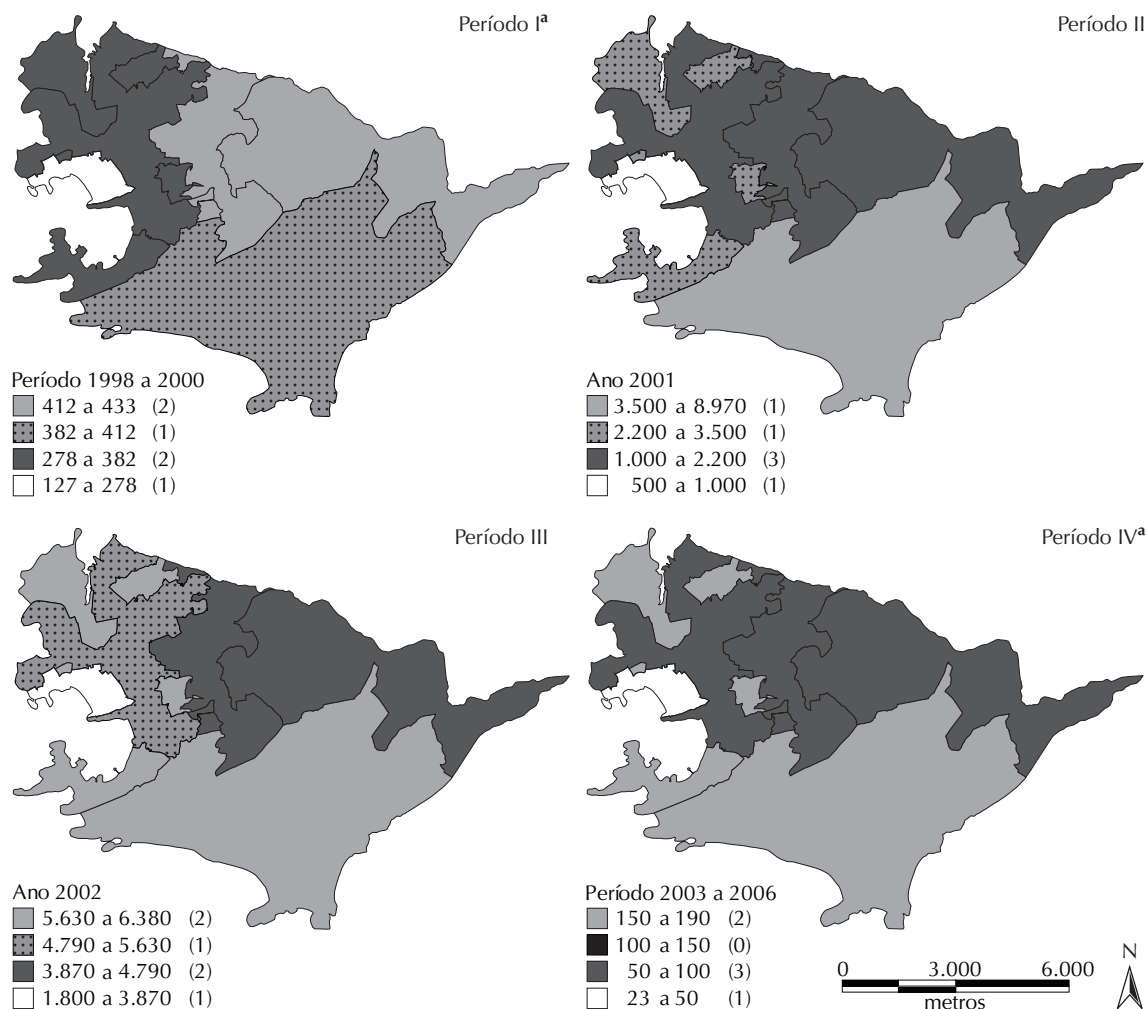 Período Iª
Período 1998 a 2000
412 a 433 (2)
382 a 412 (1)
278 a 382 (2)
127 a 278 (1)
Período II
Ano 2001
3.500 a 8.970 (1)
2.200 a 3.500 (1)
1.000 a 2.200 (3)
500 a 1.000 (1)
Período III
Ano 2002
5.630 a 6.380 (2)
4.790 a 5.630 (1)
3.870 a 4.790 (2)
1.800 a 3.870 (1)
Período IVª
Período 2003 a 2006
150 a 190 (2)
100 a 150 (0)
50 a 100 (3)
23 a 50 (1)
0 3.000 6.000
metros
N